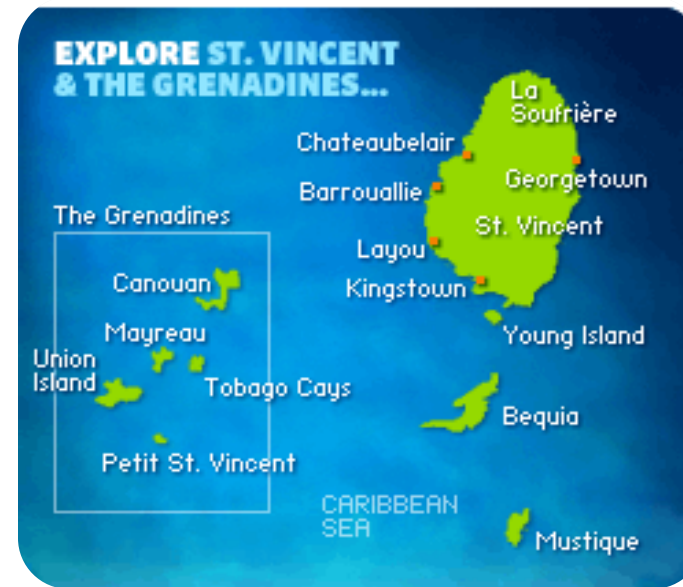 EXPLORE ST. VINCENT
& THE GRENADINES...
La
Soufrière
Chateaubelair
Georgetown
Barrouallie
The Grenadines
St. Vincent
Layou
Canouan
Kingstown
Mayreau
Young Island
Union
Island
Tobago Cays
Bequia
Petit St. Vincent
CARIBBEAN
SEA
Mustique